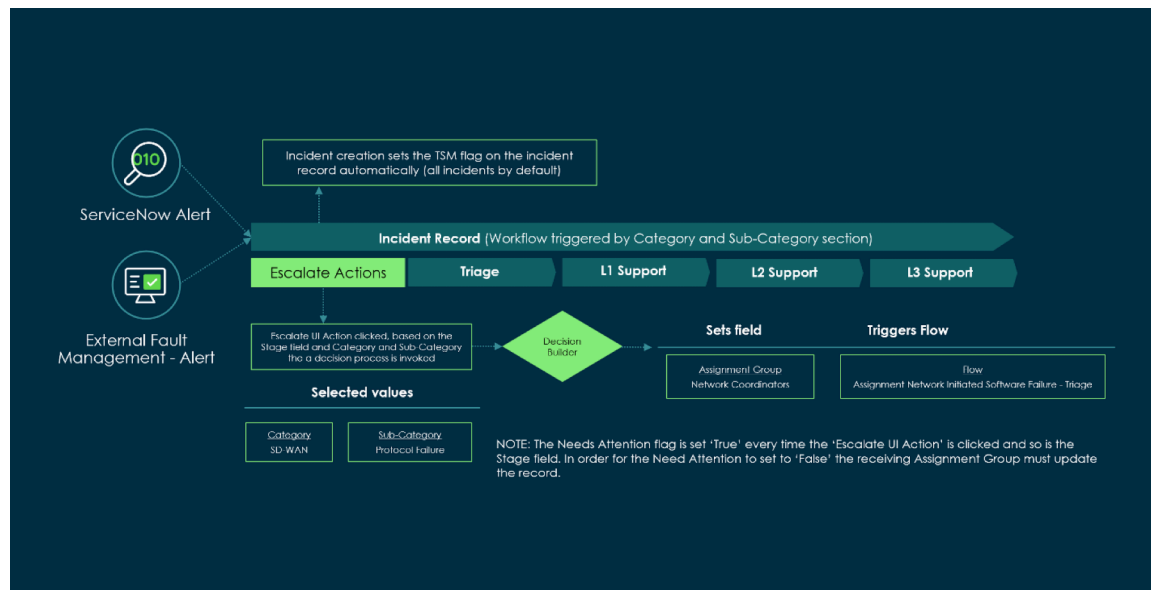 010
ServiceNow Alert
External Fault
Management - Alert
Incident creation sets the TSM flag on the incident
record automatically (all incidents by default)
Incident Record (Workflow triggered by Category and Sub-Category section)
Escalate Actions
Triage
L1 Support
L2 Support
L3 Support
Escalate UI Action clicked, based on the
Stage field and Category and Sub-Category
the a decision process is invoked
Decision
Builder
Sets field
Assignment Group
Network Coordinators
Triggers Flow
Flow
Assignment Network Initiated Software Failure - Triage
Selected values
Category
SD-WAN
Sub-Category
Protocol Failure
NOTE: The Needs Attention flag is set ‘True’ every time the ‘Escalate UI Action’ is clicked and so is the
Stage field. In order for the Need Attention to set to ‘False’ the receiving Assignment Group must update
the record.